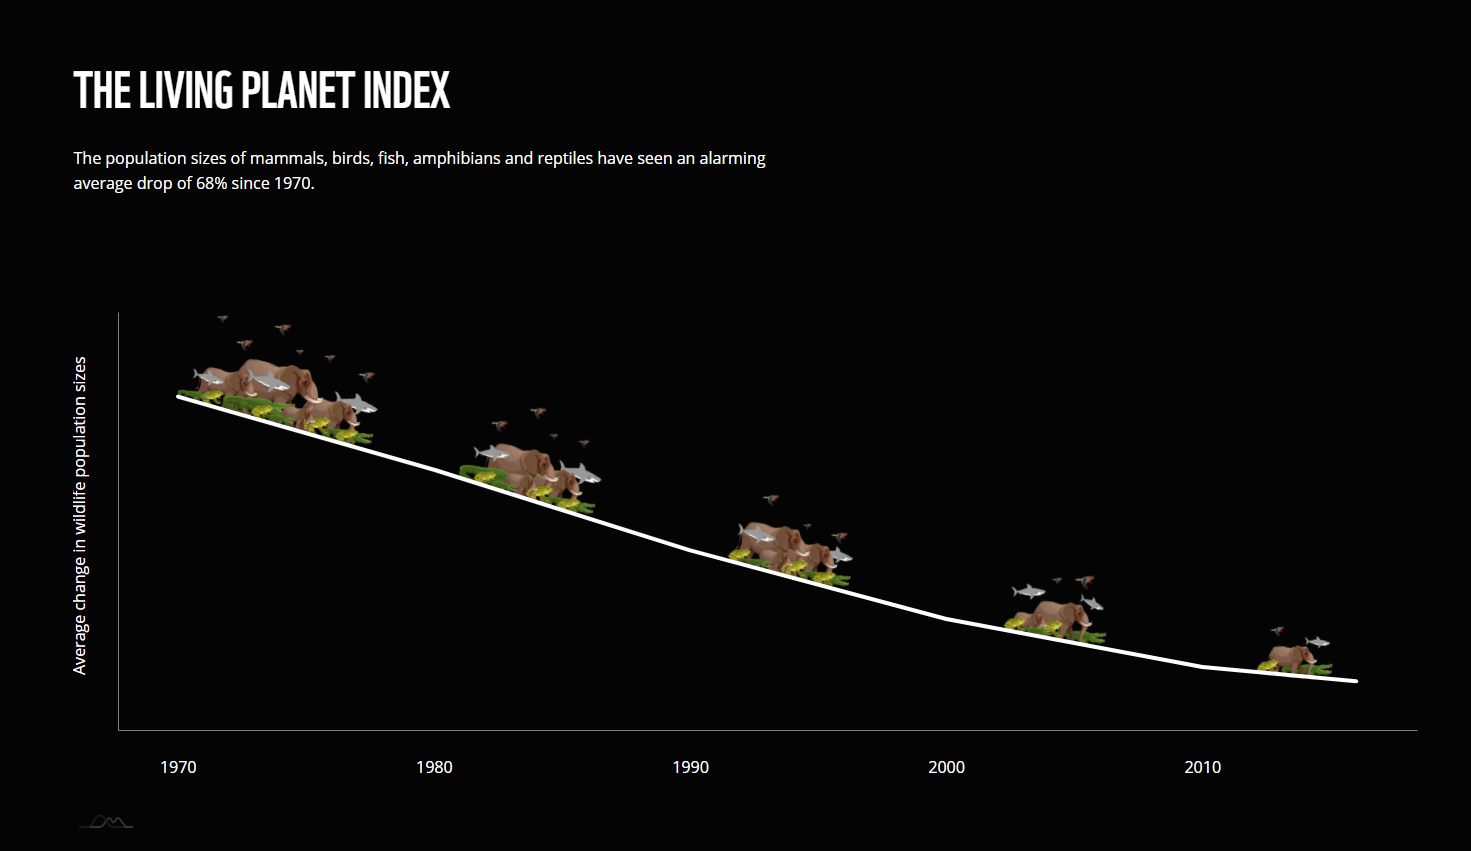 THE LIVING PLANET INDEX
The population sizes of mammals, birds, fish, amphibians and reptiles have seen an alarming
average drop of 68% since 1970.
Average change in wildlife population sizes
1970
1980
1990
2000
2010